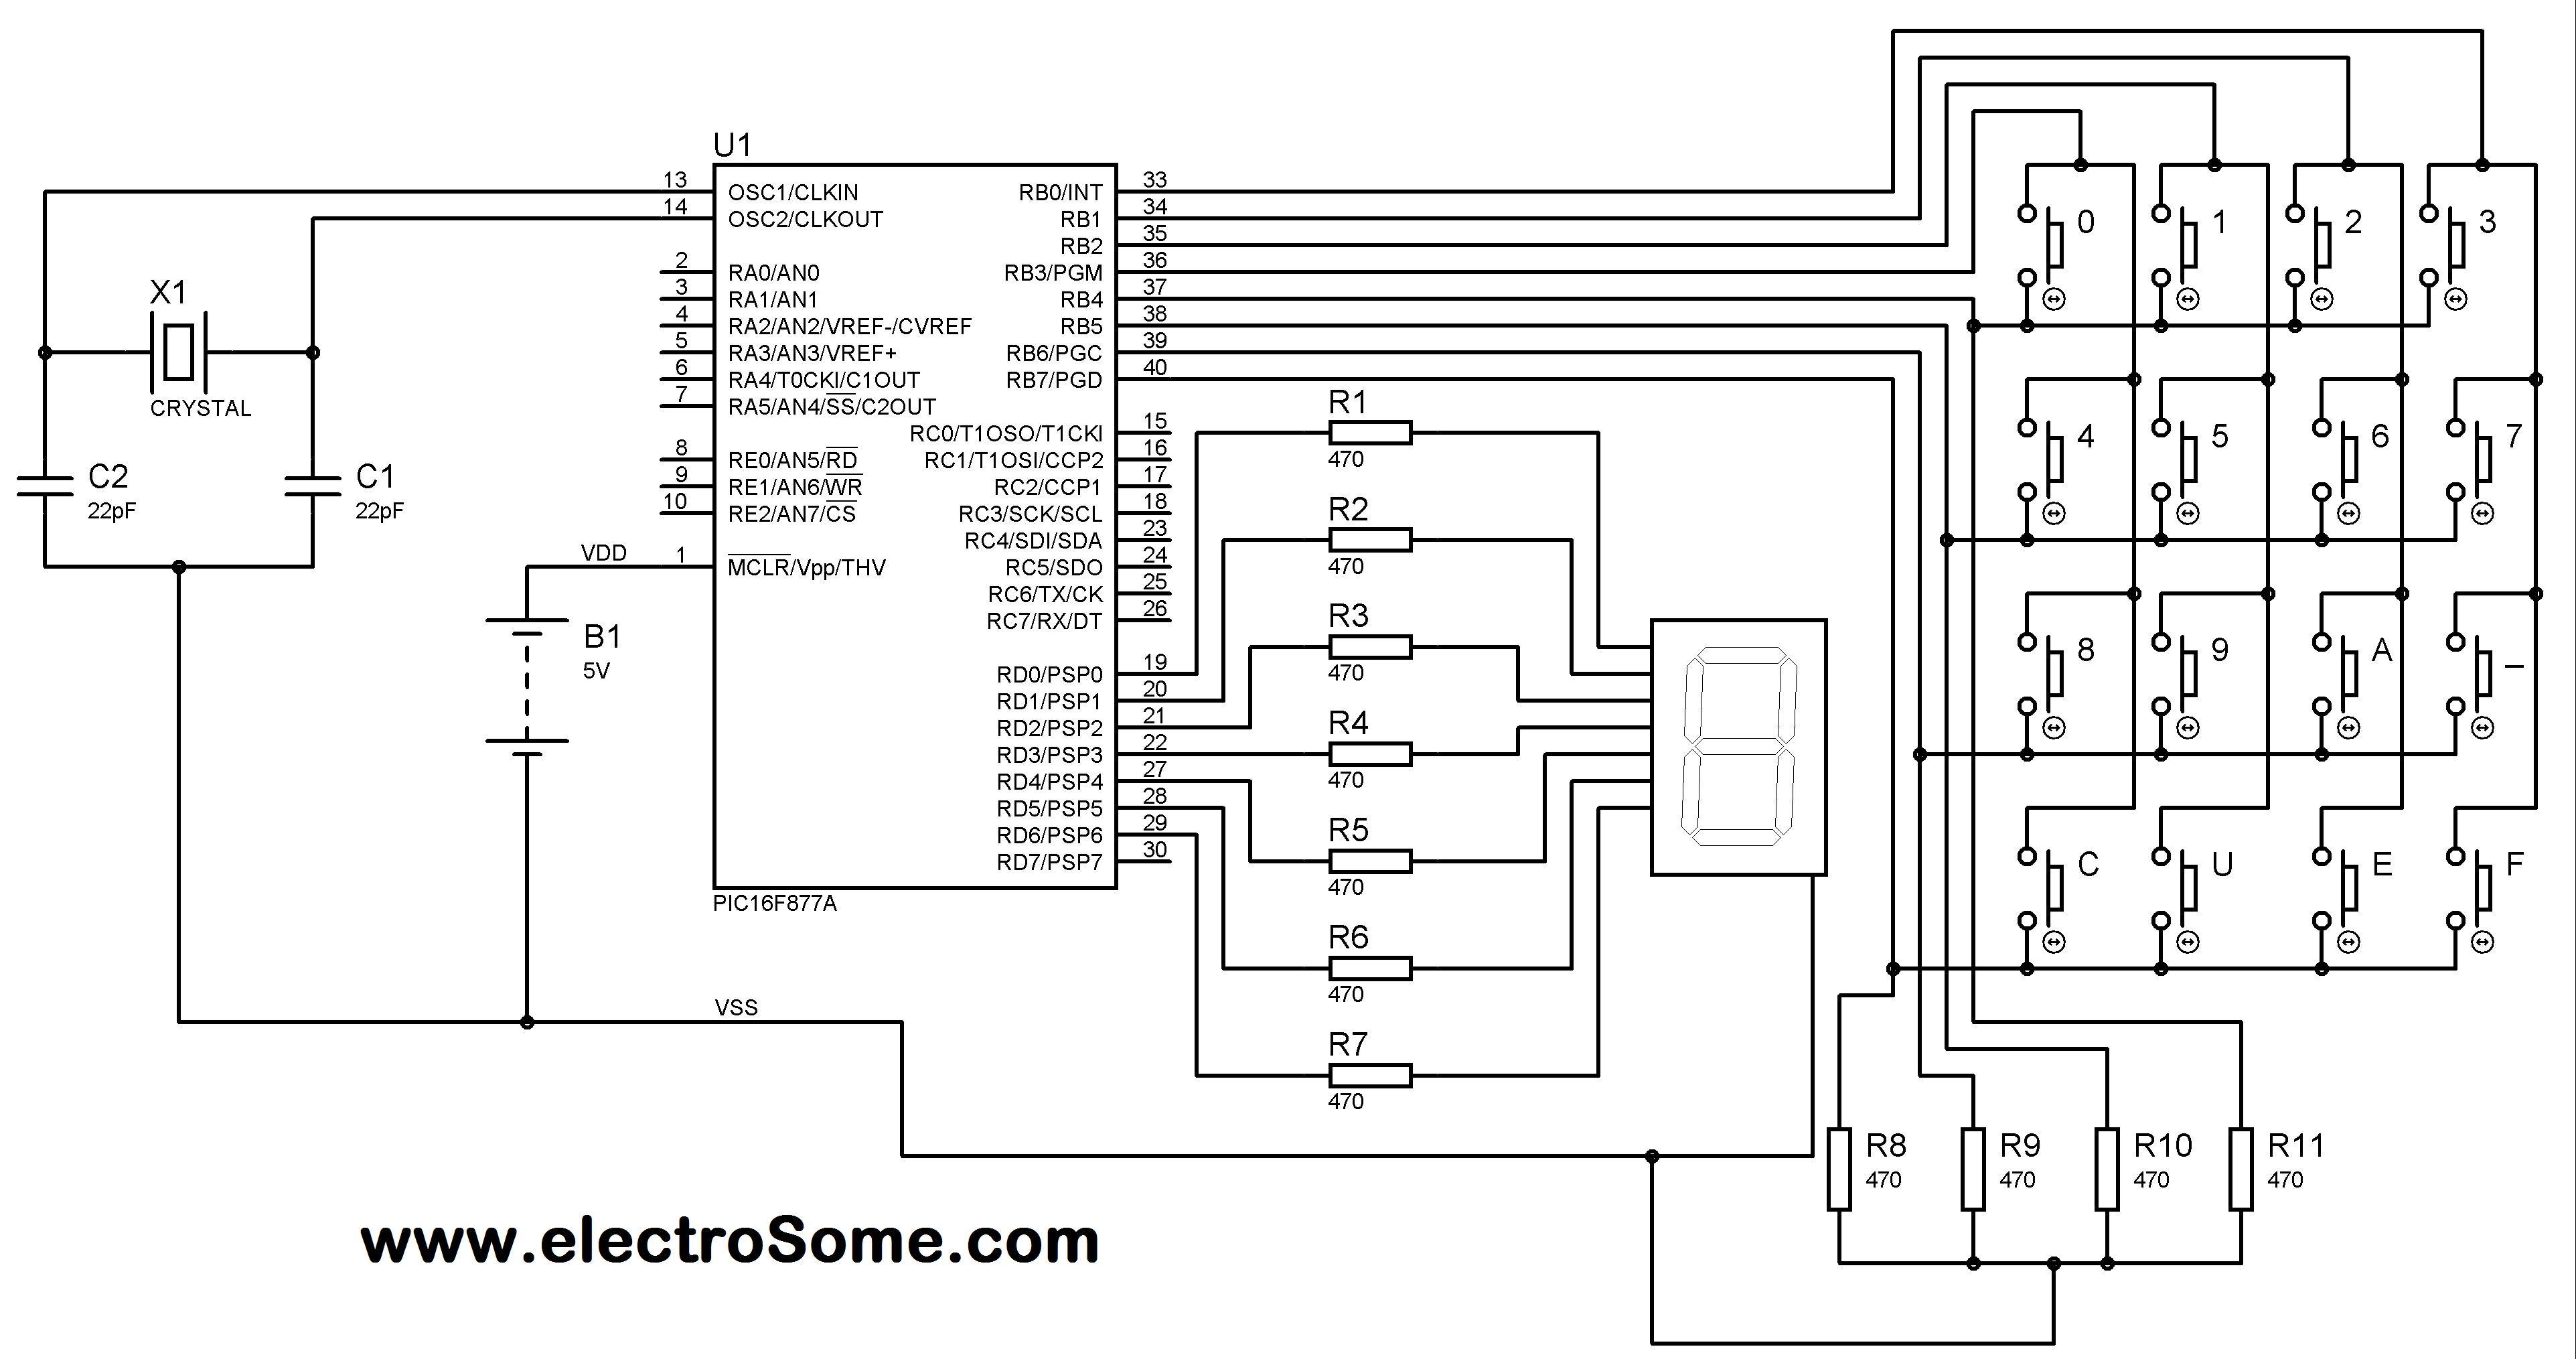 U1
13 OSC1/CLKIN
14 OSC2/CLKOUT
2 RA0/AN0
3 RA1/AN1
4 RA2/AN2/VREF-/CVREF
5 RA3/AN3/VREF+
6 RA4/T0CKI/C1OUT
7 RA5/AN4/SS/C2OUT
8 RE0/AN5/RD
9 RE1/AN6/WR
10 RE2/AN7/CS
1 MCLR/Vpp/THV
RB0/INT 33
RB1 34
RB2 35
RB3/PGM 36
RB4 37
RB5 38
RB6/PGC 39
RB7/PGD 40
RC0/T1OSO/T1CKI 15
RC1/T1OSI/CCP2 16
RC2/CCP1 17
RC3/SCK/SCL 18
RC4/SDI/SDA 23
RC5/SDO 24
RC6/TX/CK 25
RC7/RX/DT 26
RD0/PSP0 19
RD1/PSP1 20
RD2/PSP2 21
RD3/PSP3 22
RD4/PSP4 27
RD5/PSP5 28
RD6/PSP6 29
RD7/PSP7 30
PIC16F877A
X1
CRYSTAL
C2
22pF
C1
22pF
VDD
B1
5V
VSS
R1
470
R2
470
R3
470
R4
470
R5
470
R6
470
R7
470
0 1 2 3
4 5 6 7
8 9 A –
C U E F
R8
470
R9
470
R10
470
R11
470
www.electroSome.com